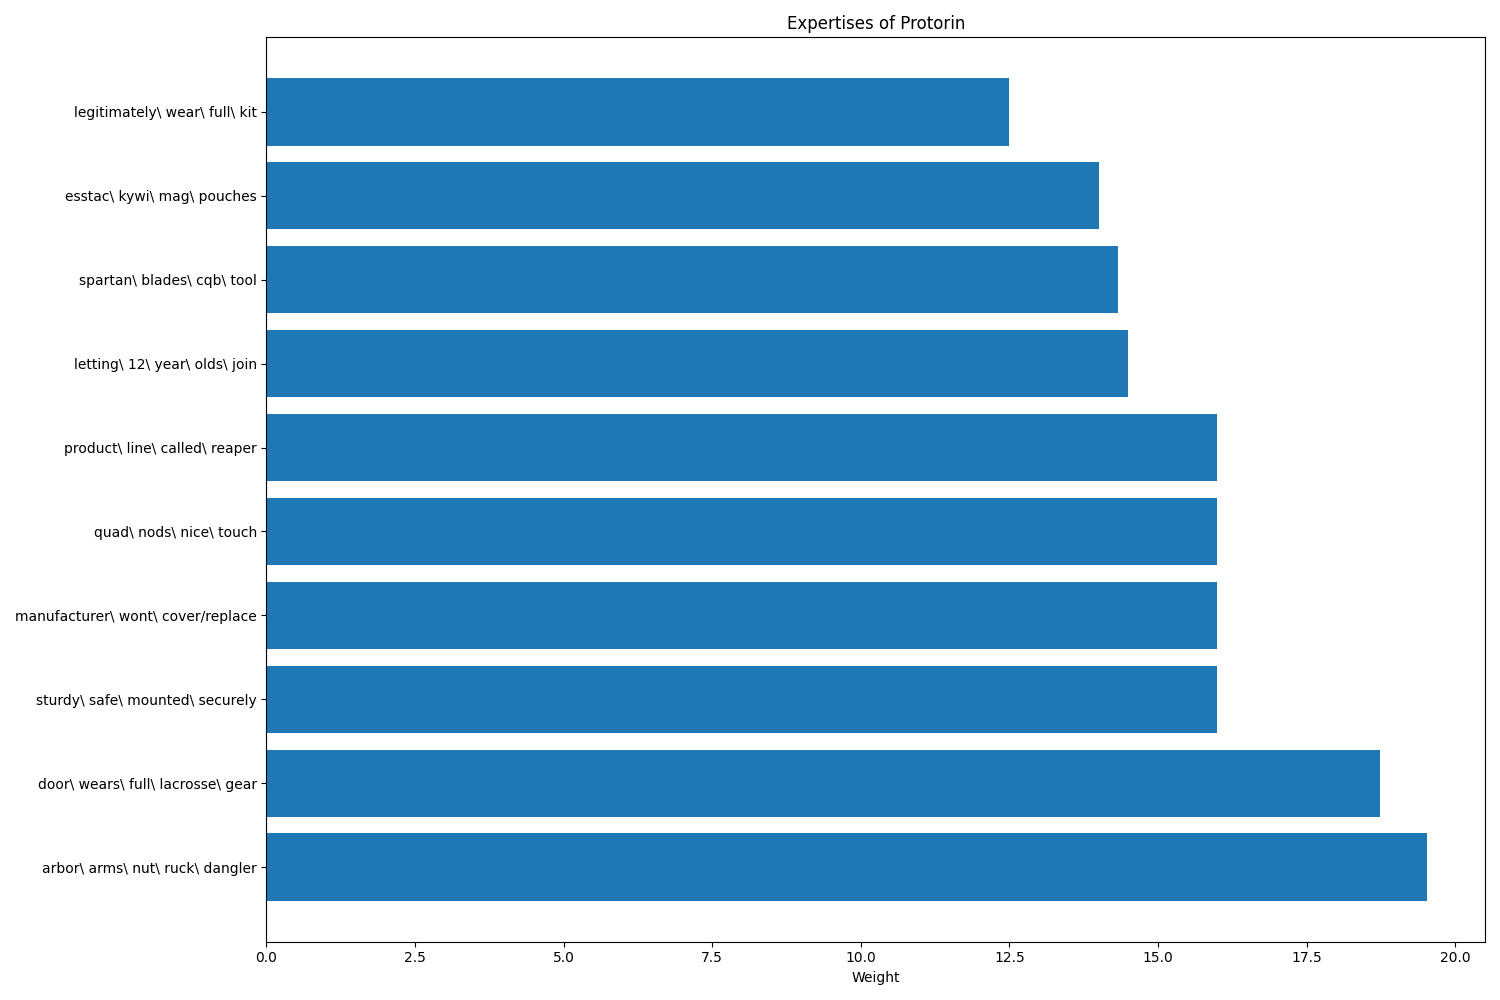 Expertises of Protorin
legitimately\ wear\ full\ kit
esstac\ kywi\ mag\ pouches
spartan\ blades\ cqb\ tool
letting\ 12\ year\ olds\ join
product\ line\ called\ reaper
quad\ nods\ nice\ touch
manufacturer\ wont\ cover/replace
sturdy\ safe\ mounted\ securely
door\ wears\ full\ lacrosse\ gear
arbor\ arms\ nut\ ruck\ dangler
0.0 2.5 5.0 7.5 10.0 12.5 15.0 17.5 20.0
Weight